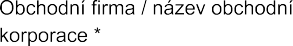 Obchodní firma / název obchodní
korporace *